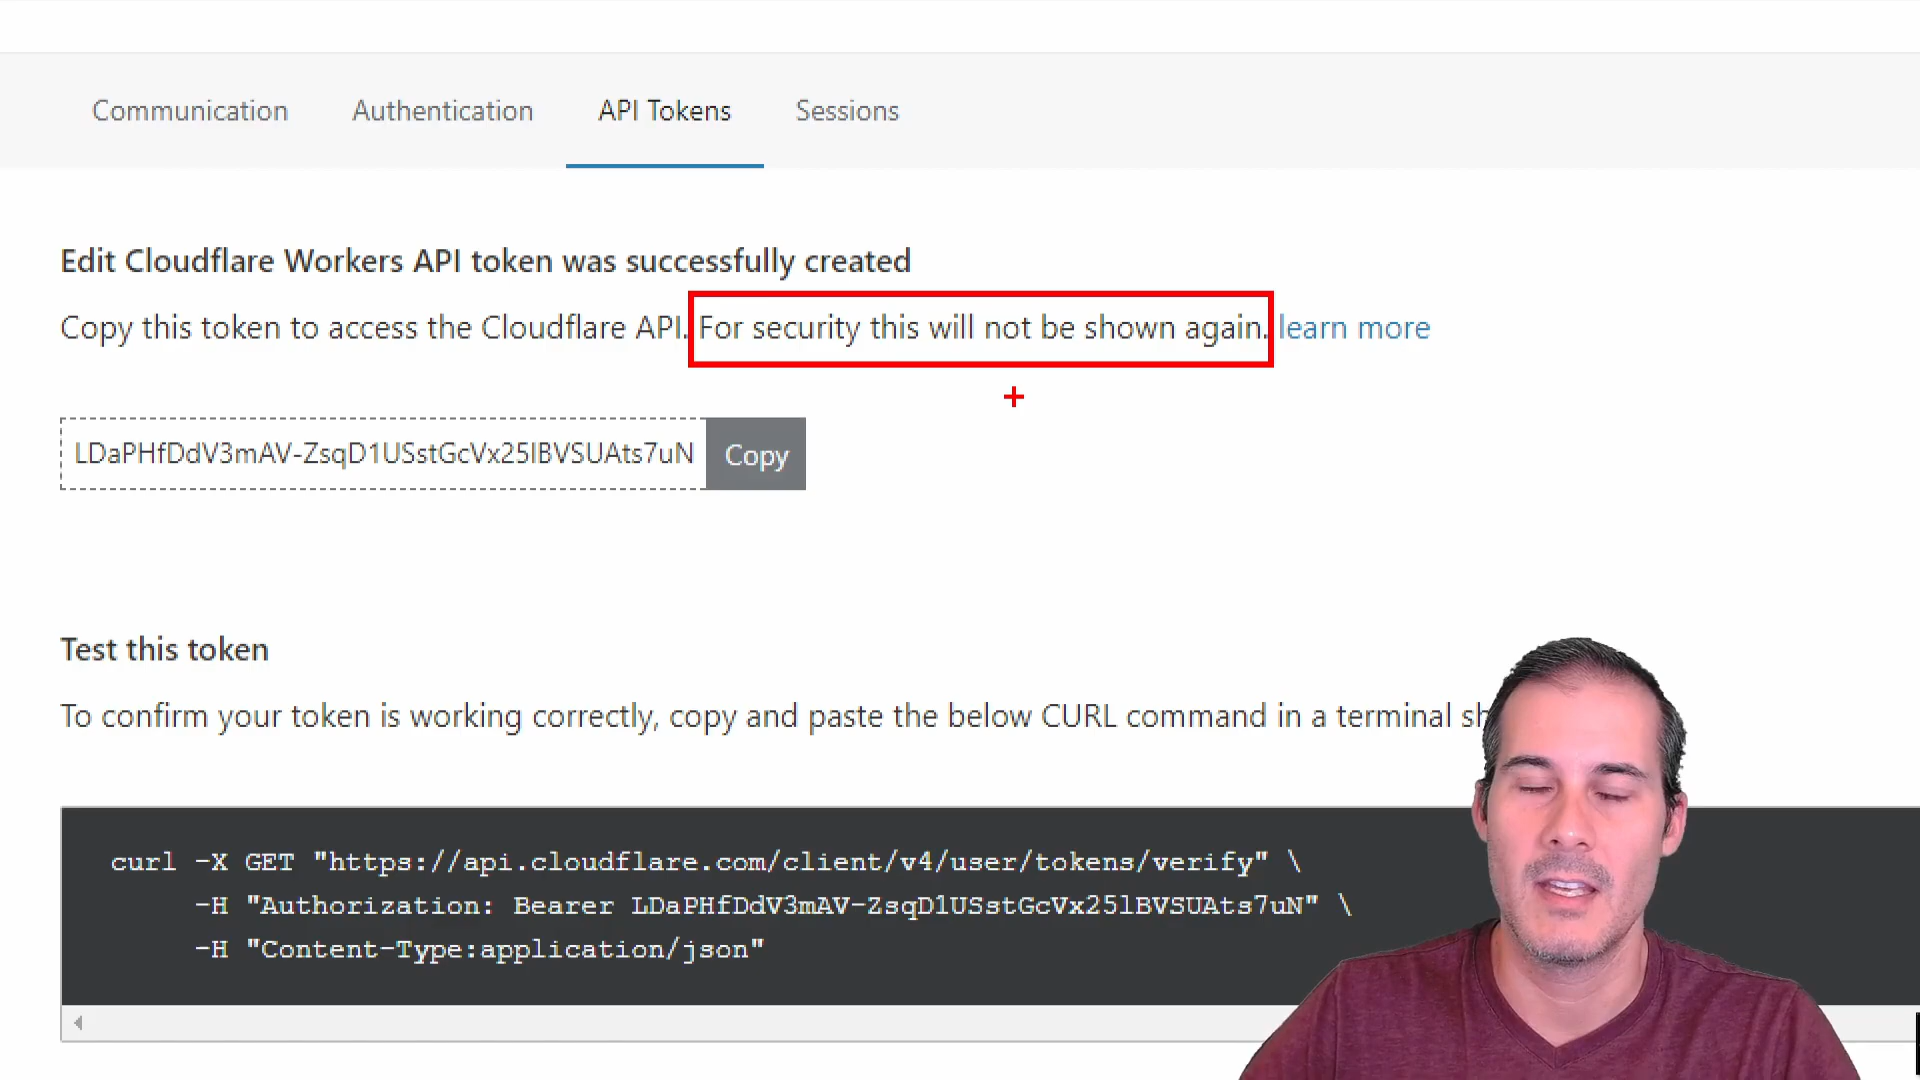 Communication Authentication API Tokens Sessions
Edit Cloudflare Workers API token was successfully created
Copy this token to access the Cloudflare API. For security this will not be shown again. learn more
LDaPHfDdV3mAV-ZsqD1USstGcVx25lBVSUAts7uN Copy
Test this token
To confirm your token is working correctly, copy and paste the below CURL command in a terminal sh
curl -X GET "https://api.cloudflare.com/client/v4/user/tokens/verify" \
-H "Authorization: Bearer LDaPHfDdV3mAV-ZsqD1USstGcVx25lBVSUAts7uN" \
-H "Content-Type:application/json"